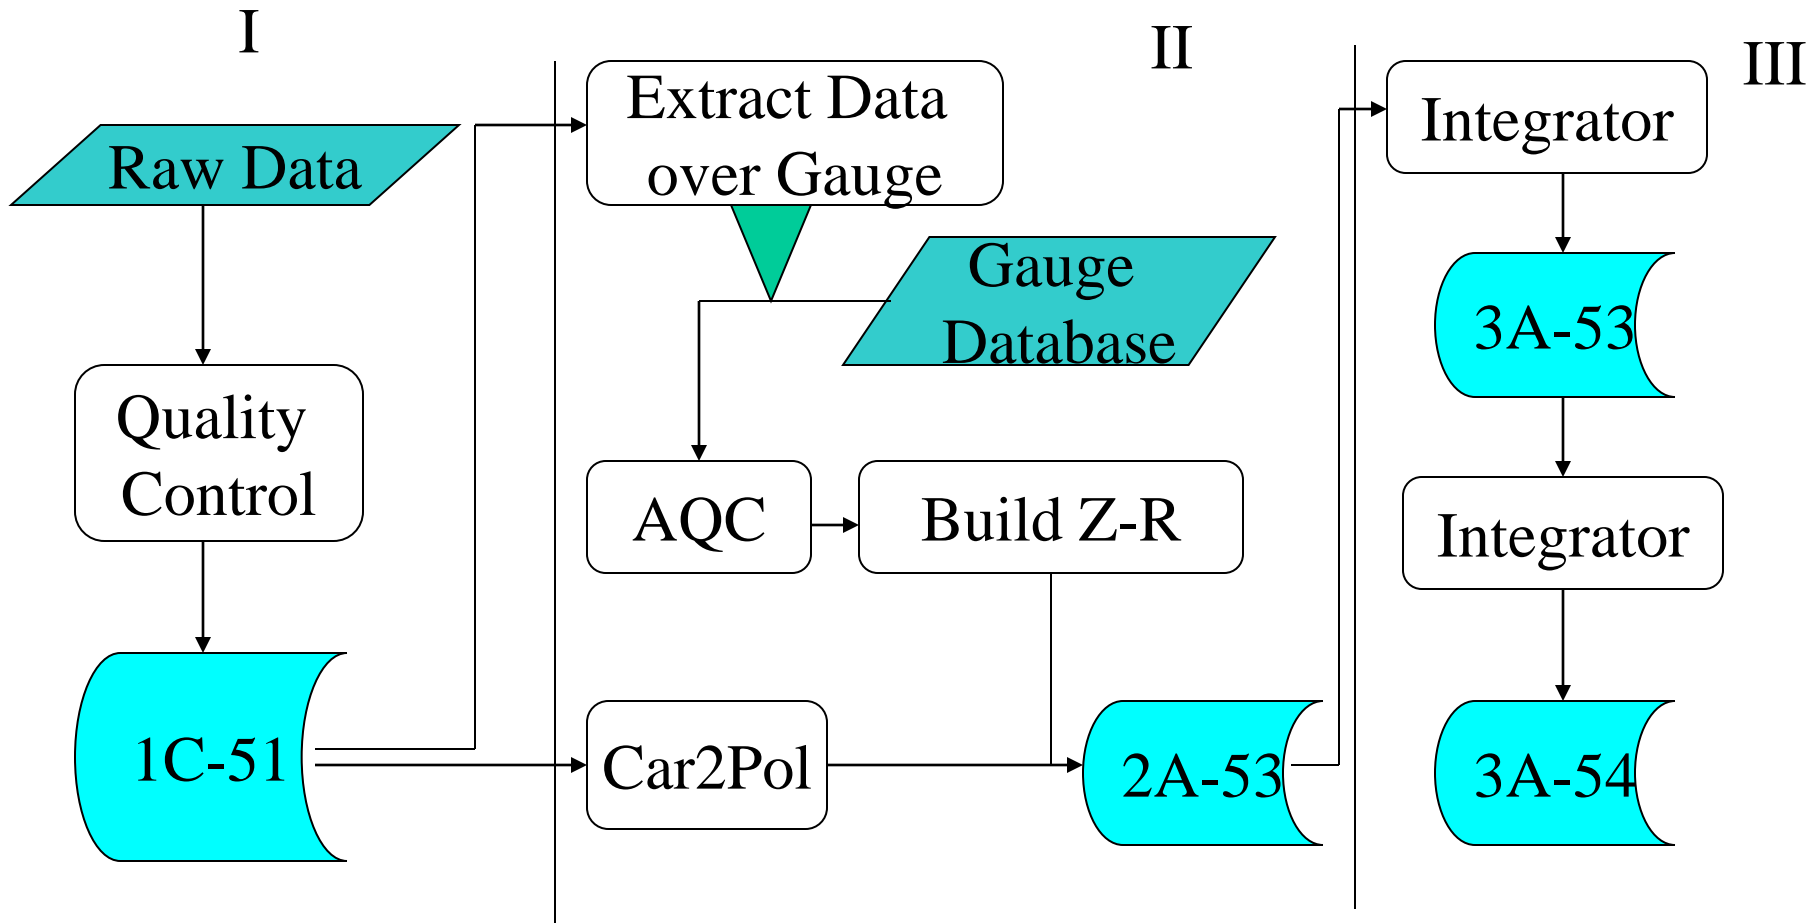 I
Raw Data
Quality
Control
1C-51
II
Extract Data
over Gauge
Gauge
Database
AQC
Build Z-R
Car2Pol
2A-53
III
Integrator
3A-53
Integrator
3A-54